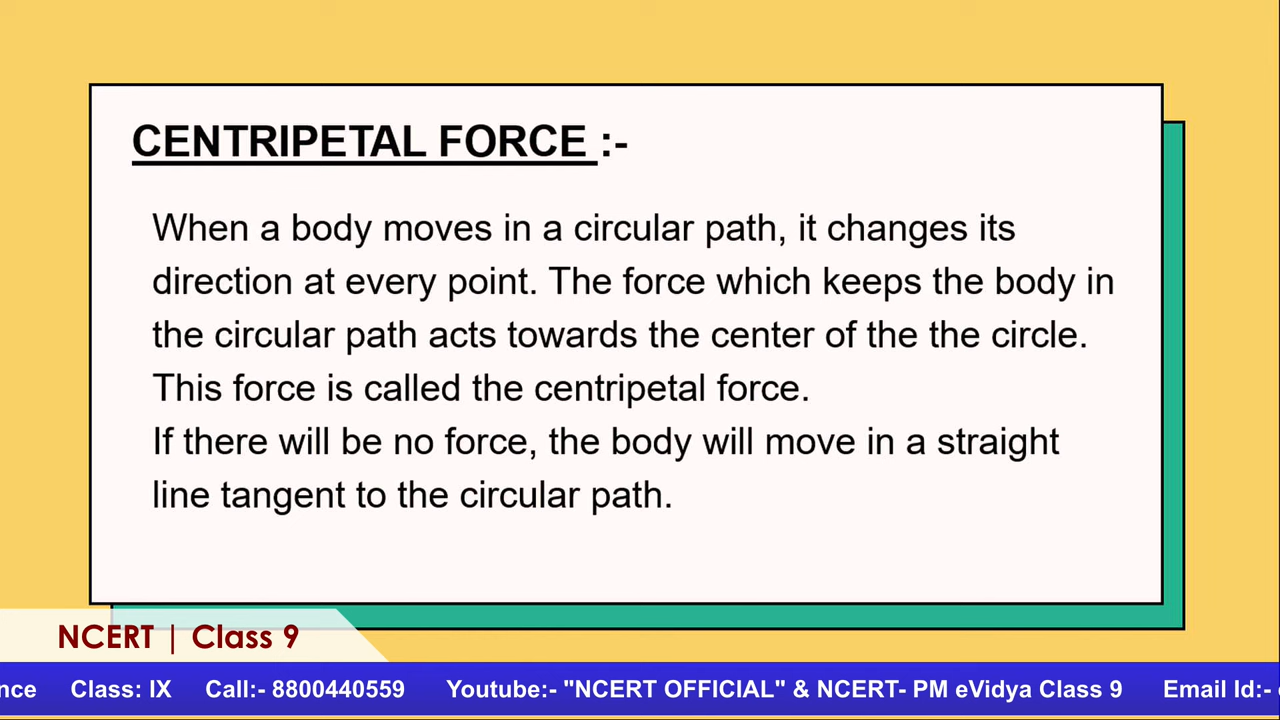 CENTRIPETAL FORCE :-
When a body moves in a circular path, it changes its
direction at every point. The force which keeps the body in
the circular path acts towards the center of the the circle.
This force is called the centripetal force.
If there will be no force, the body will move in a straight
line tangent to the circular path.
NCERT | Class 9
nce Class: IX Call:- 8800440559 Youtube:- "NCERT OFFICIAL" & NCERT- PM eVidya Class 9 Email Id:-